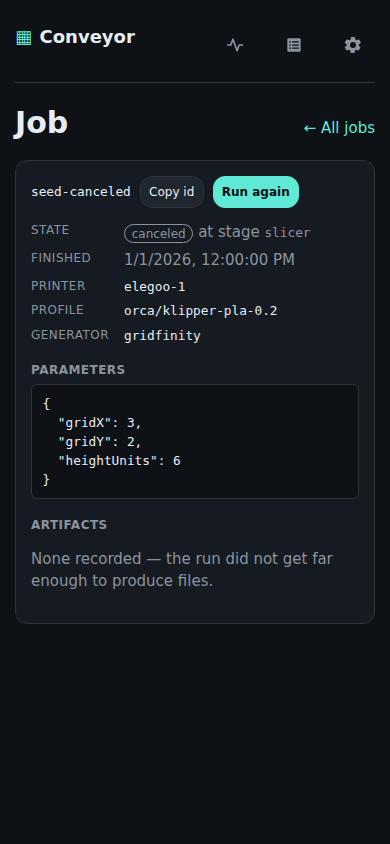 Conveyor
Job
← All jobs
seed-canceled Copy id Run again
STATE canceled at stage slicer
FINISHED 1/1/2026, 12:00:00 PM
PRINTER elegoo-1
PROFILE orca/klipper-pla-0.2
GENERATOR gridfinity
PARAMETERS
{
  "gridX": 3,
  "gridY": 2,
  "heightUnits": 6
}
ARTIFACTS
None recorded — the run did not get far
enough to produce files.